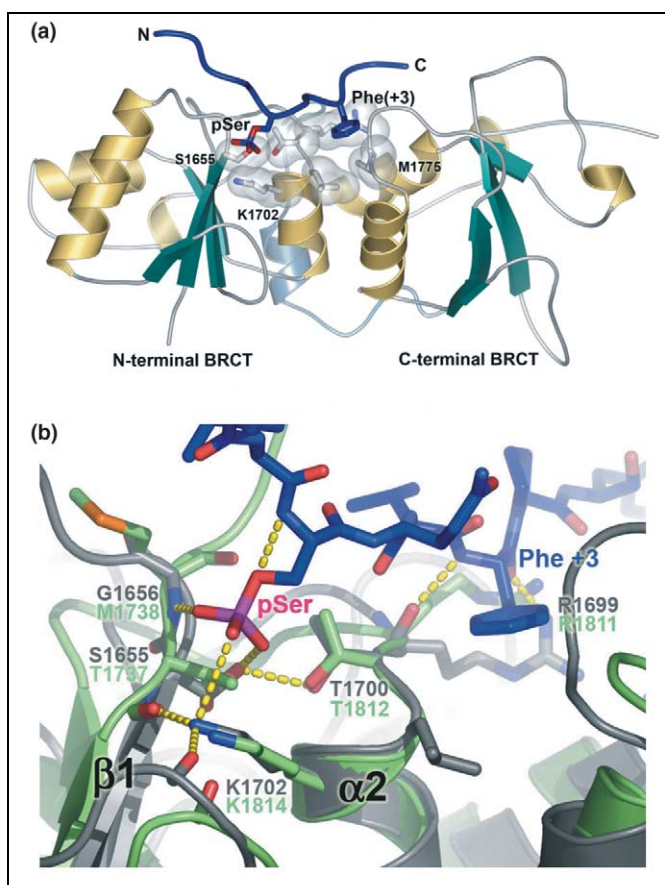 (a)
N
C
pSer
Phe(+3)
S1655
M1775
K1702
N-terminal BRCT
C-terminal BRCT
(b)
Phe +3
G1656
M1738
pSer
R1699
R1811
S1655
T1737
T1700
T1812
β1
K1702
K1814
α2